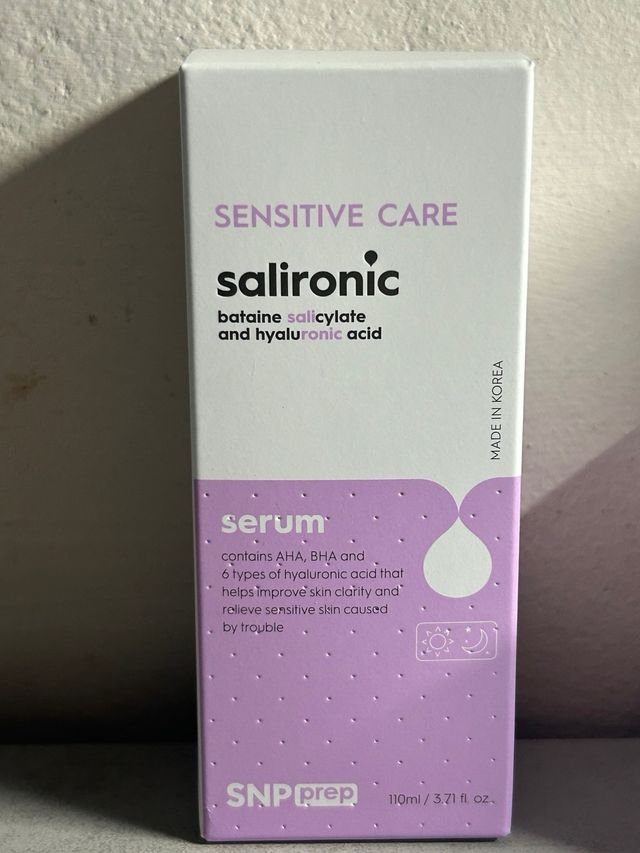 SENSITIVE CARE
salironic
bataine salicylate
and hyaluronic acid
MADE IN KOREA
serum
contains AHA, BHA and
6 types of hyaluronic acid that
helps improve skin clarity and
relieve sensitive skin caused
by trouble
SNP prep
110ml / 3.71 fl. oz.